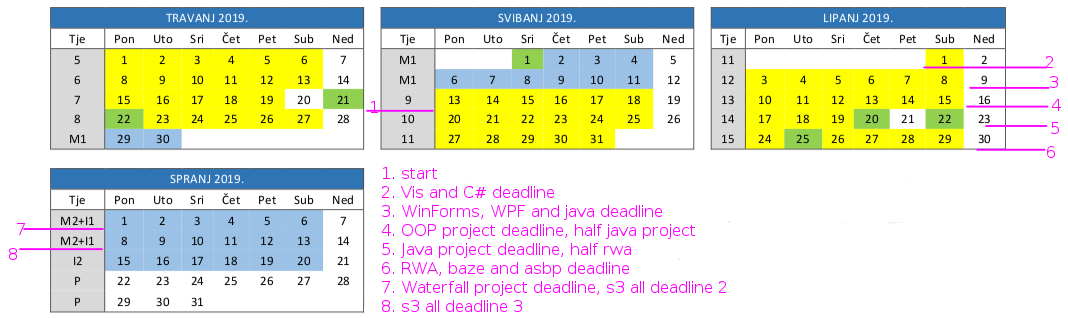 TRAVANJ 2019.
Tje Pon Uto Sri Čet Pet Sub Ned
5 1 2 3 4 5 6 7
6 8 9 10 11 12 13 14
7 15 16 17 18 19 20 21
8 22 23 24 25 26 27 28
M1 29 30
SVIBANJ 2019.
Tje Pon Uto Sri Čet Pet Sub Ned
M1 1 2 3 4 5
M1 6 7 8 9 10 11 12
1
9 13 14 15 16 17 18 19
10 20 21 22 23 24 25 26
11 27 28 29 30 31
LIPANJ 2019.
Tje Pon Uto Sri Čet Pet Sub Ned
11 1 2
2
12 3 4 5 6 7 8 9
3
13 10 11 12 13 14 15 16
4
14 17 18 19 20 21 22 23
5
15 24 25 26 27 28 29 30
6
SPRANJ 2019.
Tje Pon Uto Sri Čet Pet Sub Ned
M2+I1 1 2 3 4 5 6 7
7
M2+I1 8 9 10 11 12 13 14
8
I2 15 16 17 18 19 20 21
P 22 23 24 25 26 27 28
P 29 30 31
1. start
2. Vis and C# deadline
3. WinForms, WPF and java deadline
4. OOP project deadline, half java project
5. Java project deadline, half rwa
6. RWA, baze and asbp deadline
7. Waterfall project deadline, s3 all deadline 2
8. s3 all deadline 3